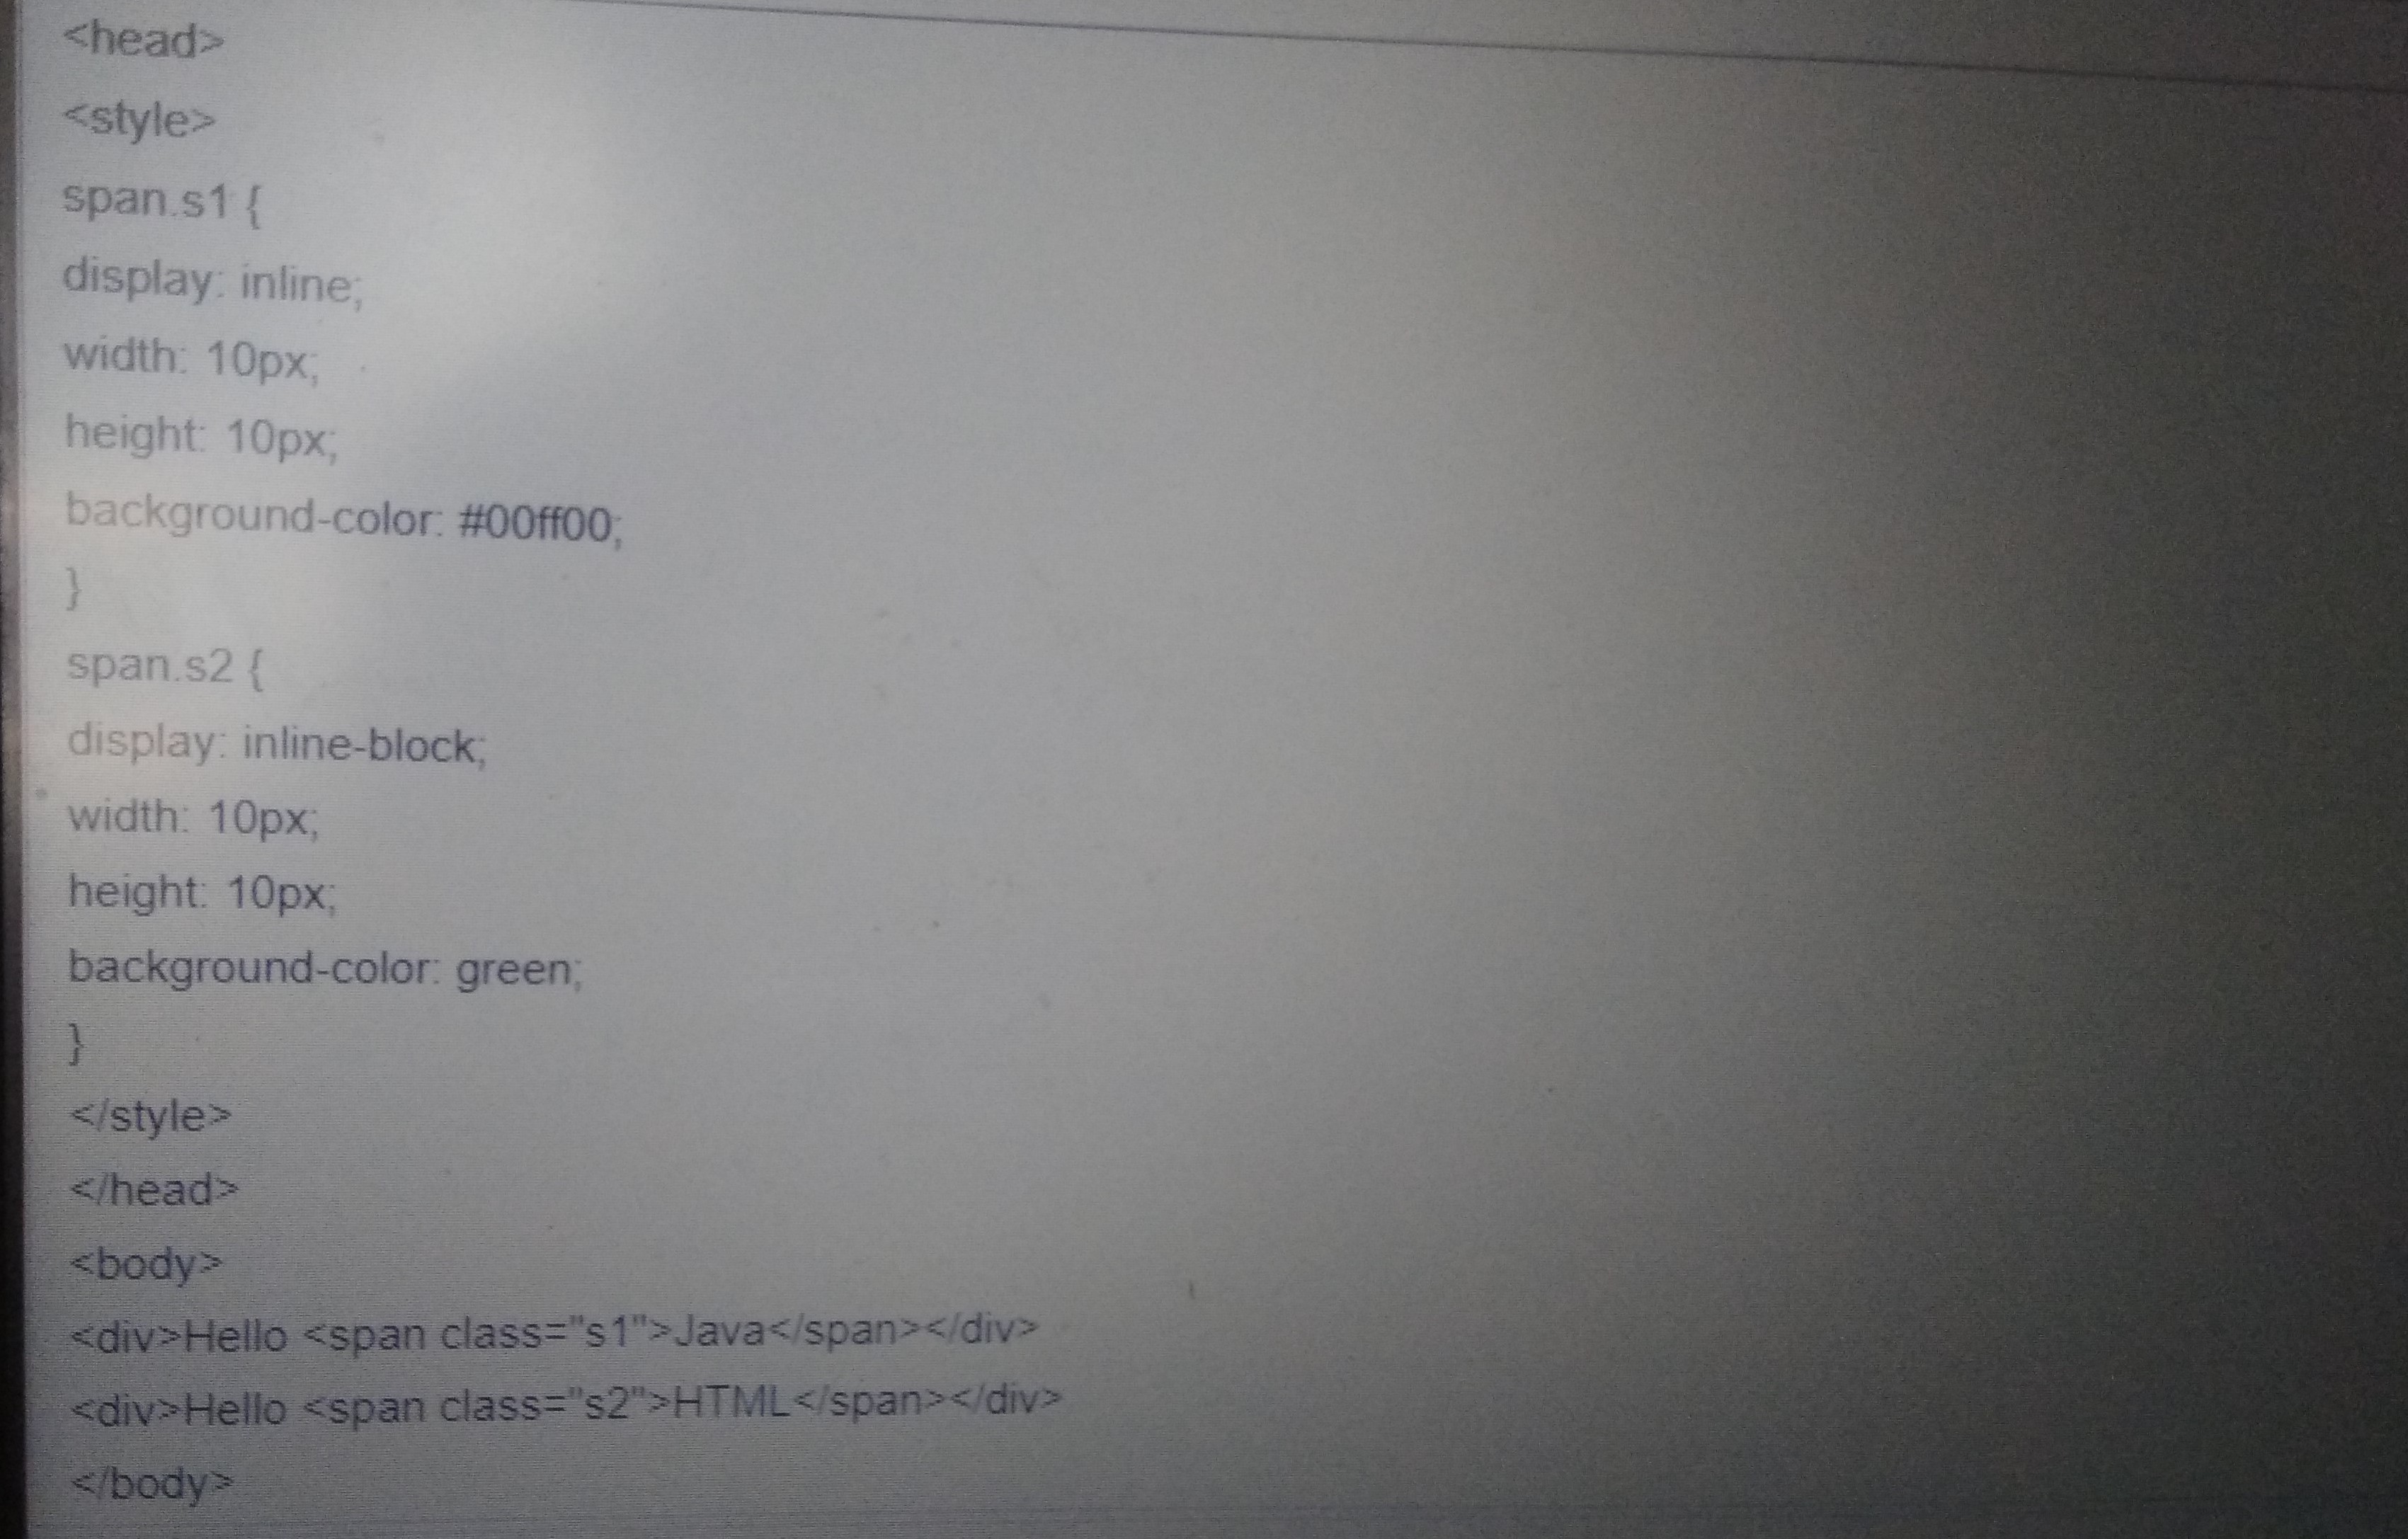 <head>
<style>
span.s1 {
display: inline;
width: 10px;
height: 10px;
background-color: #00ff00;
}
span.s2 {
display: inline-block;
width: 10px;
height: 10px;
background-color: green;
}
</style>
</head>
<body>
<div>Hello <span class="s1">Java</span></div>
<div>Hello <span class="s2">HTML</span></div>
</body>